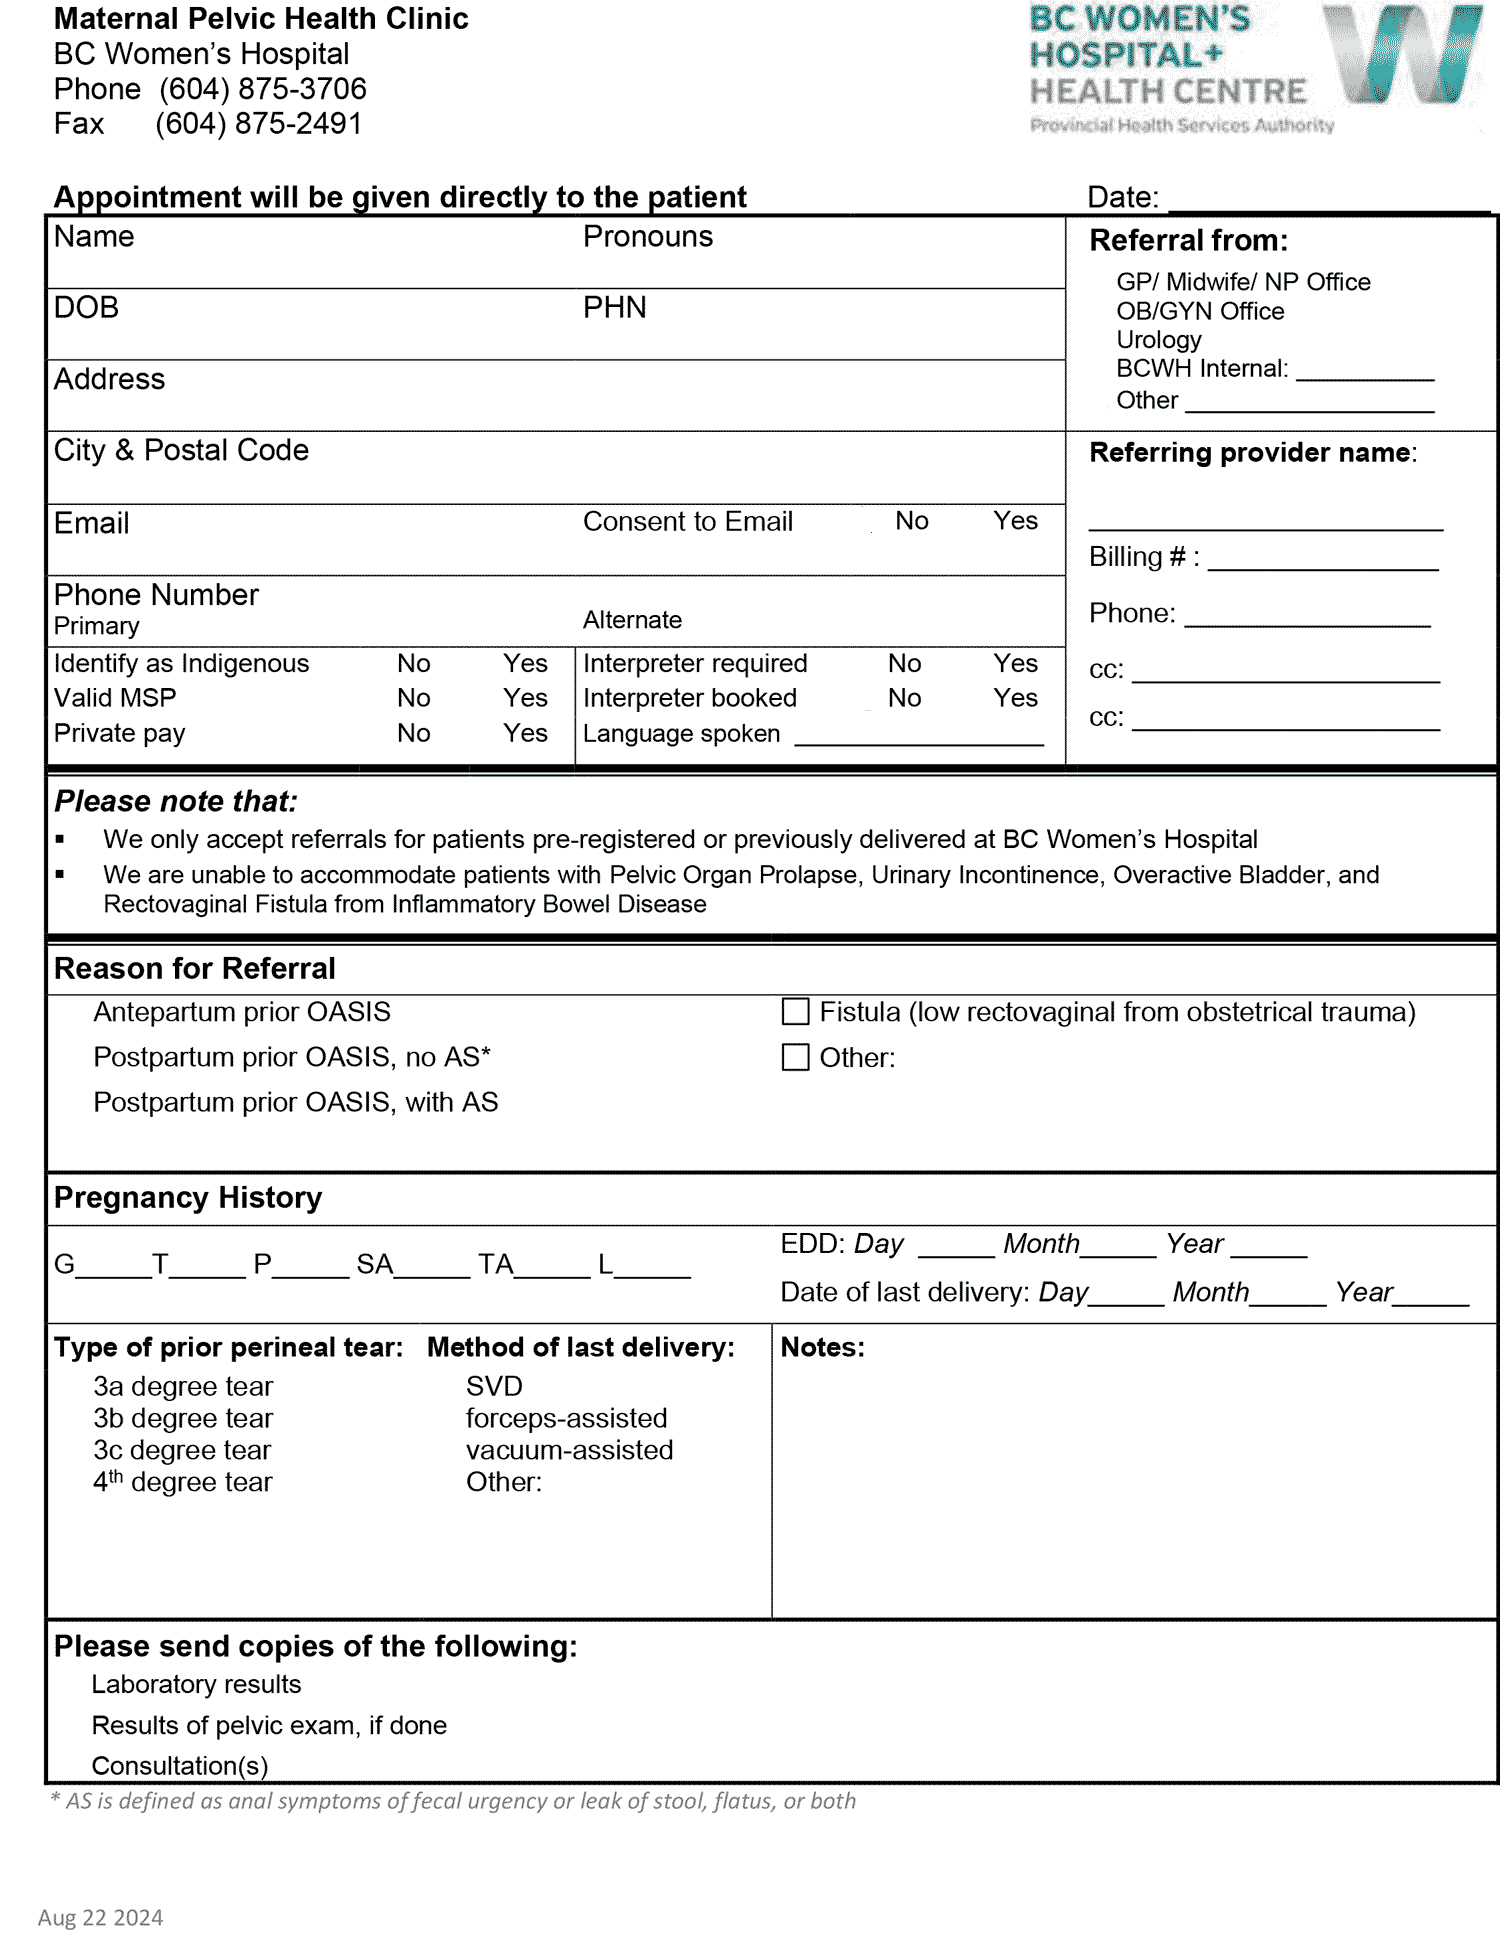 Maternal Pelvic Health Clinic
BC Women's Hospital
Phone (604) 875-3706
Fax (604) 875-2491
BC WOMEN'S
HOSPITAL+
HEALTH CENTRE
Provincial Health Services Authority
Appointment will be given directly to the patient
Date: ____________________
Name Pronouns
DOB PHN
Address
City & Postal Code
Email Consent to Email No Yes
Phone Number
Primary Alternate
Identify as Indigenous No Yes Interpreter required No Yes
Valid MSP No Yes Interpreter booked No Yes
Private pay No Yes Language spoken __________________
Referral from:
GP/ Midwife/ NP Office
OB/GYN Office
Urology
BCWH Internal: __________
Other __________________
Referring provider name:
_______________________
Billing # : _______________
Phone: ________________
cc: ____________________
cc: ____________________
Please note that:
▪ We only accept referrals for patients pre-registered or previously delivered at BC Women's Hospital
▪ We are unable to accommodate patients with Pelvic Organ Prolapse, Urinary Incontinence, Overactive Bladder, and
Rectovaginal Fistula from Inflammatory Bowel Disease
Reason for Referral
Antepartum prior OASIS
Postpartum prior OASIS, no AS*
Postpartum prior OASIS, with AS
☐ Fistula (low rectovaginal from obstetrical trauma)
☐ Other:
Pregnancy History
G_____T_____ P_____ SA_____ TA_____ L_____
EDD: Day _____ Month_____ Year _____
Date of last delivery: Day_____ Month_____ Year_____
Type of prior perineal tear:
3a degree tear
3b degree tear
3c degree tear
4th degree tear
Method of last delivery:
SVD
forceps-assisted
vacuum-assisted
Other:
Notes:
Please send copies of the following:
Laboratory results
Results of pelvic exam, if done
Consultation(s)
* AS is defined as anal symptoms of fecal urgency or leak of stool, flatus, or both
Aug 22 2024